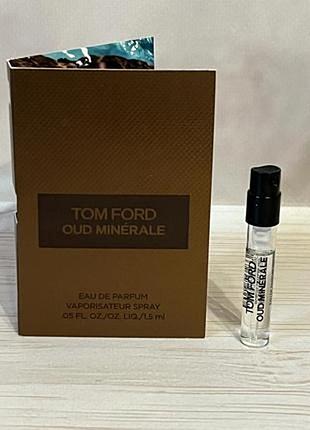 TOM FORD
OUD MINÉRALE
EAU DE PARFUM
VAPORISATEUR SPRAY
.05 FL. OZ./OZ. LIQ./1.5 ml
TOM FORD
OUD MINÉRALE